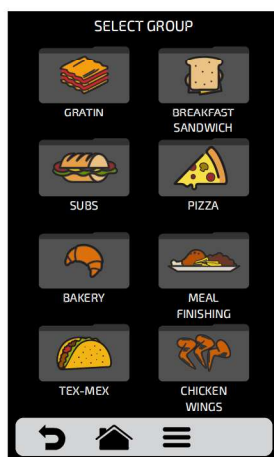 SELECT GROUP
GRATIN
BREAKFAST
SANDWICH
SUBS
PIZZA
BAKERY
MEAL
FINISHING
TEX-MEX
CHICKEN
WINGS